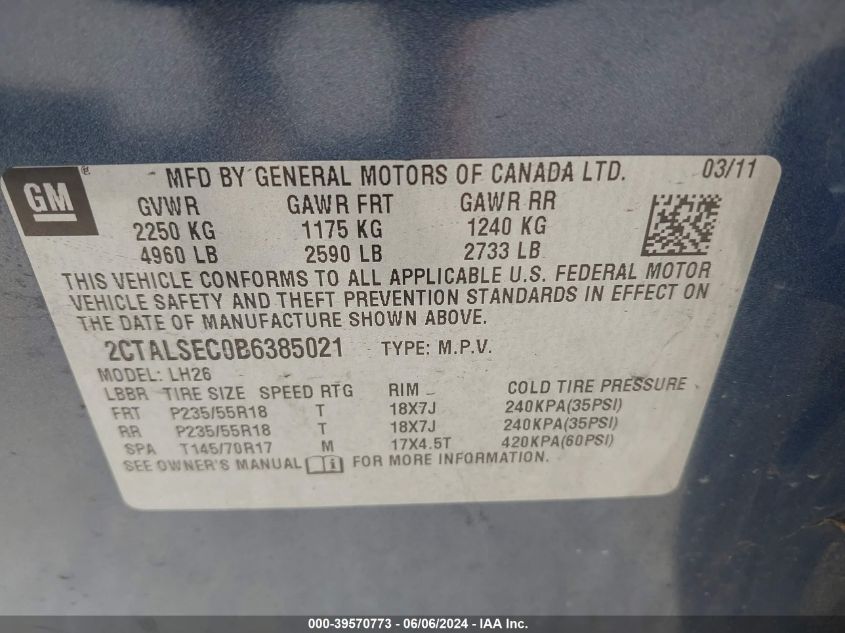 GM ® MFD BY GENERAL MOTORS OF CANADA LTD. 03/11
GVWR GAWR FRT GAWR RR
2250 KG 1175 KG 1240 KG
4960 LB 2590 LB 2733 LB
THIS VEHICLE CONFORMS TO ALL APPLICABLE U.S. FEDERAL MOTOR
VEHICLE SAFETY AND THEFT PREVENTION STANDARDS IN EFFECT ON
THE DATE OF MANUFACTURE SHOWN ABOVE.
2CTALSEC0B6385021 TYPE: M.P.V.
MODEL: LH26
LBBR TIRE SIZE SPEED RTG RIM COLD TIRE PRESSURE
FRT P235/55R18 T 18X7J 240KPA(35PSI)
RR P235/55R18 T 18X7J 240KPA(35PSI)
SPA T145/70R17 M 17X4.5T 420KPA(60PSI)
SEE OWNER'S MANUAL FOR MORE INFORMATION.
000-39570773 - 06/06/2024 - IAA Inc.